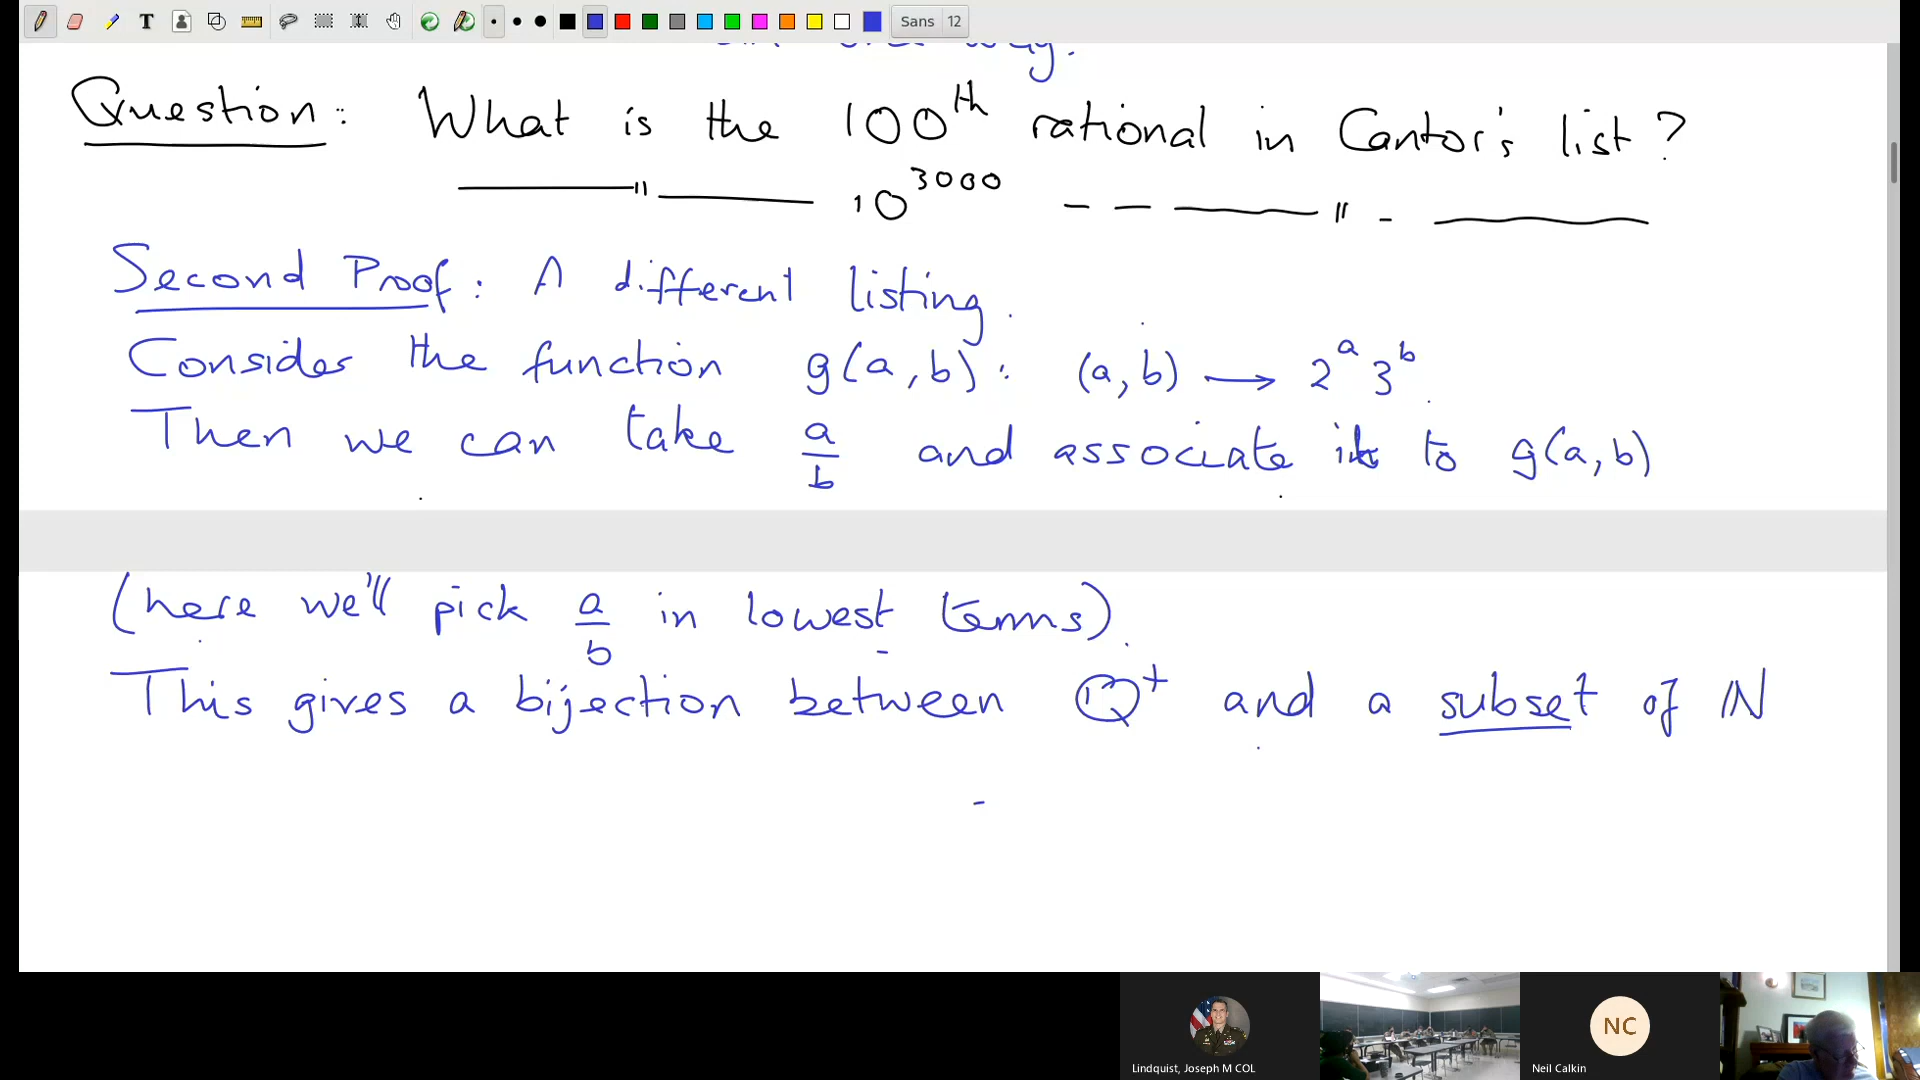 Sans 12
way.
Question: What is the 100th rational in Cantor's list?
—— " —— 10^3000 — — —— " - ——
Second Proof: A different listing.
Consider the function g(a,b): (a,b) → 2^a 3^b.
Then we can take a/b and associate it to g(a,b)
(here we'll pick a/b in lowest terms).
This gives a bijection between Q+ and a subset of N
NC
Lindquist, Joseph M COL
Neil Calkin